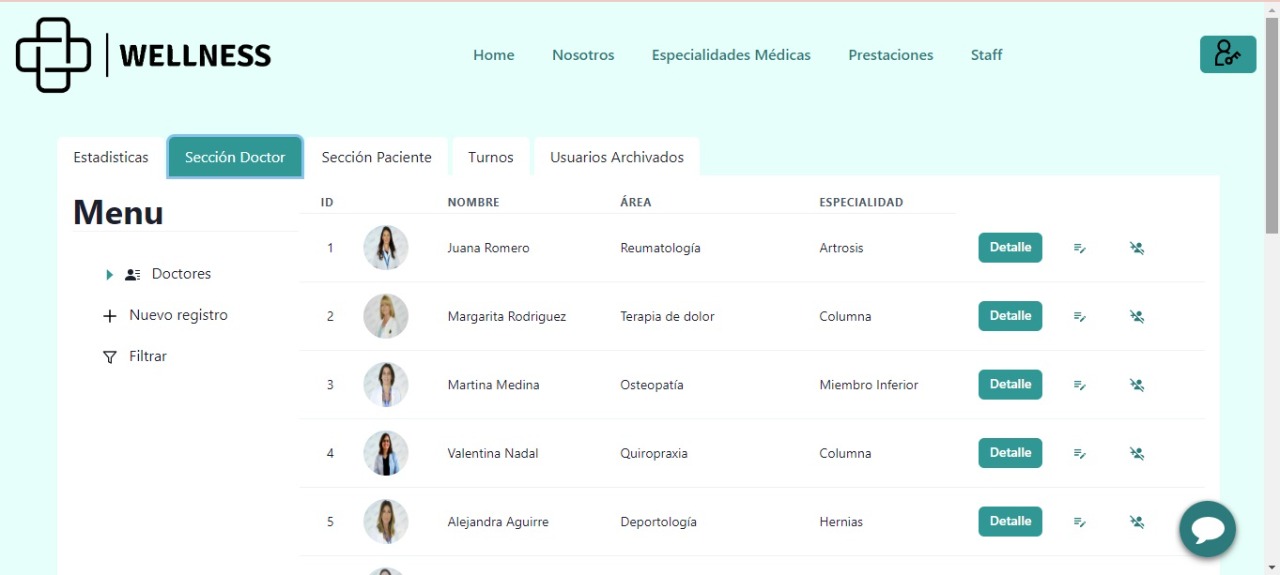 WELLNESS
Home Nosotros Especialidades Médicas Prestaciones Staff
Estadisticas Sección Doctor Sección Paciente Turnos Usuarios Archivados
Menu
Doctores
Nuevo registro
Filtrar
ID NOMBRE ÁREA ESPECIALIDAD
1 Juana Romero Reumatología Artrosis Detalle
2 Margarita Rodriguez Terapia de dolor Columna Detalle
3 Martina Medina Osteopatía Miembro Inferior Detalle
4 Valentina Nadal Quiropraxia Columna Detalle
5 Alejandra Aguirre Deportología Hernias Detalle